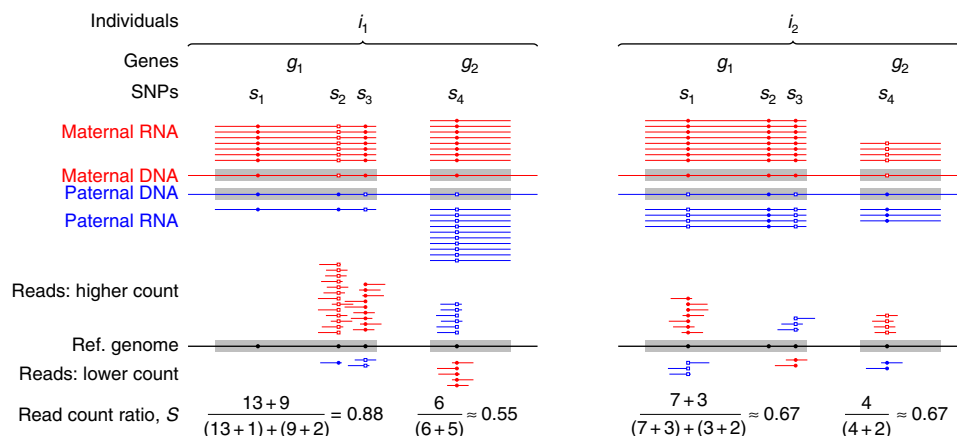 Individuals i1 i2
Genes g1 g2 g1 g2
SNPs s1 s2 s3 s4 s1 s2 s3 s4
Maternal RNA
Maternal DNA
Paternal DNA
Paternal RNA
Reads: higher count
Ref. genome
Reads: lower count
Read count ratio, S 13 + 9 / (13 + 1) + (9 + 2) = 0.88 6 / (6 + 5) ≈ 0.55 7 + 3 / (7 + 3) + (3 + 2) ≈ 0.67 4 / (4 + 2) ≈ 0.67